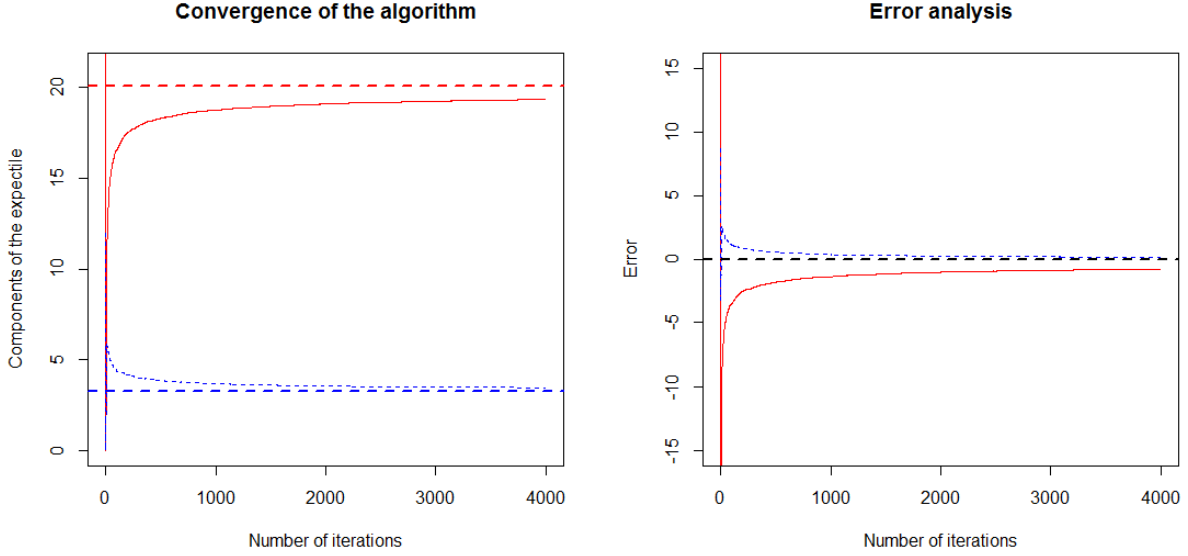 Convergence of the algorithm
Components of the expectile
20
15
10
5
0
0 1000 2000 3000 4000
Number of iterations
Error analysis
Error
15
10
5
0
-5
-10
-15
0 1000 2000 3000 4000
Number of iterations